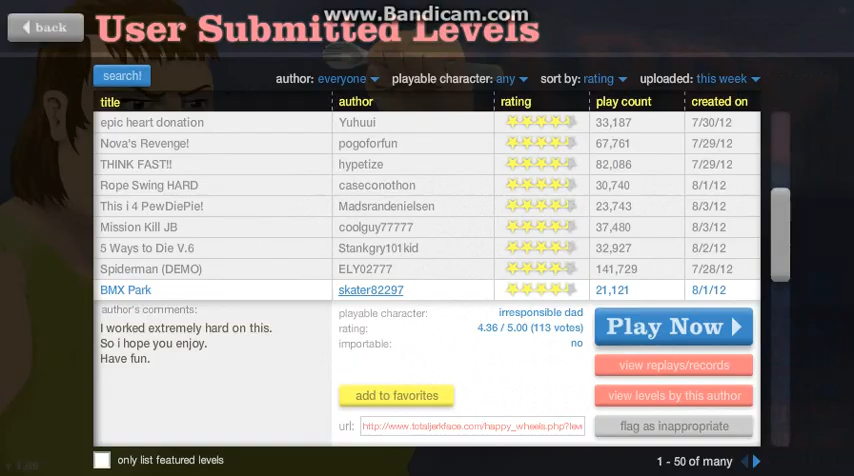 www.Bandicam.com
back
User Submitted Levels
search!
author: everyone playable character: any sort by: rating uploaded: this week
title author rating play count created on
epic heart donation Yuhuui 33,187 7/30/12
Nova's Revenge! pogoforfun 67,761 7/29/12
THINK FAST!! hypetize 82,086 7/29/12
Rope Swing HARD caseconothon 30,740 8/1/12
This i 4 PewDiePie! Madsrandenielsen 23,743 8/3/12
Mission Kill JB coolguy77777 37,480 8/3/12
5 Ways to Die V.6 Stankgry101kid 32,927 8/2/12
Spiderman (DEMO) ELY02777 141,729 7/28/12
BMX Park skater82297 21,121 8/1/12
author's comments:
I worked extremely hard on this.
So i hope you enjoy.
Have fun.
playable character: irresponsible dad
rating: 4.36 / 5.00 (113 votes)
importable: no
add to favorites
url: http://www.totaljerkface.com/happy_wheels.php?lev
Play Now
view replays/records
view levels by this author
flag as inappropriate
only list featured levels
1 - 50 of many